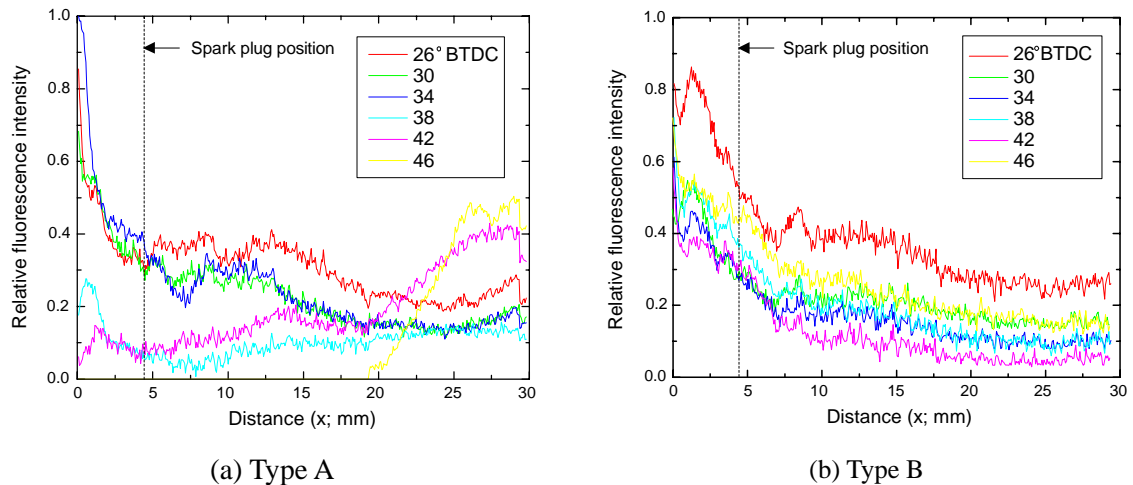 1.0
0.8
0.6
0.4
0.2
0.0
Relative fluorescence intensity
0 5 10 15 20 25 30
Distance (x; mm)
Spark plug position
26° BTDC
30
34
38
42
46
(a) Type A
1.0
0.8
0.6
0.4
0.2
0.0
Relative fluorescence intensity
0 5 10 15 20 25 30
Distance (x; mm)
Spark plug position
26°BTDC
30
34
38
42
46
(b) Type B